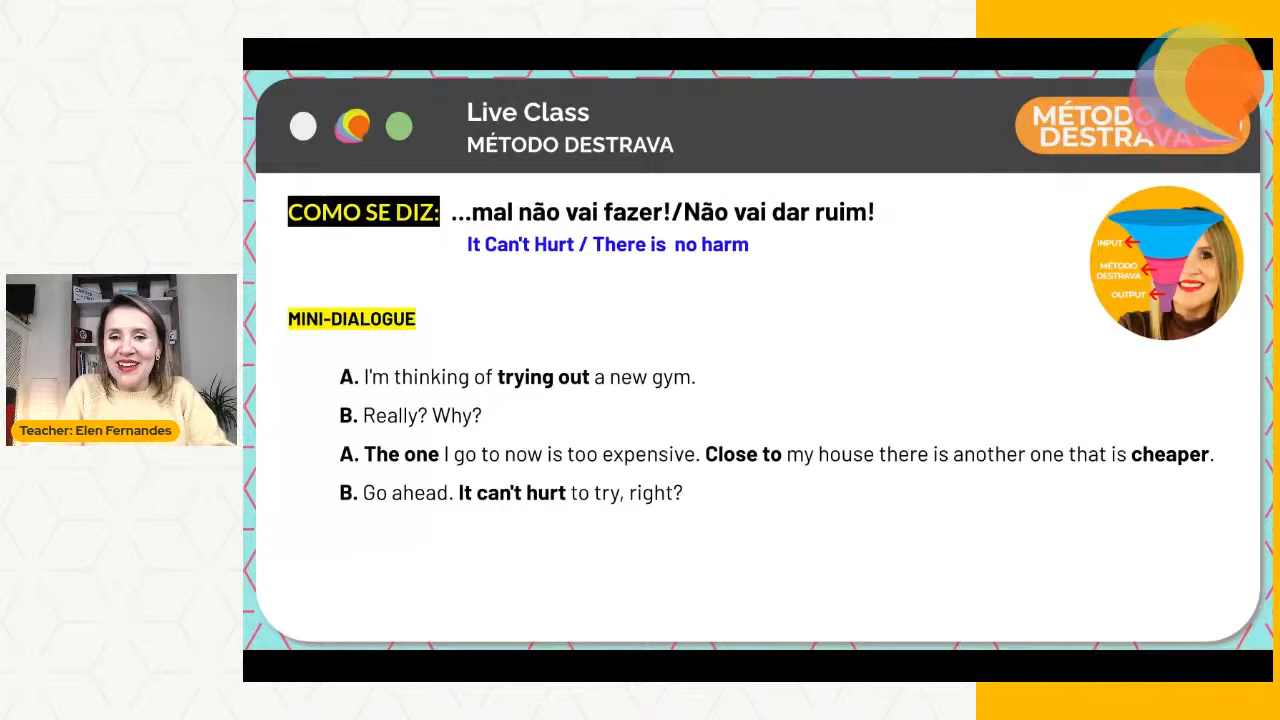 Live Class
MÉTODO DESTRAVA
MÉTODO
DESTRAVA
COMO SE DIZ: ...mal não vai fazer!/Não vai dar ruim!
It Can't Hurt / There is no harm
INPUT
MÉTODO
DESTRAVA
OUTPUT
MINI-DIALOGUE
A. I'm thinking of trying out a new gym.
B. Really? Why?
A. The one I go to now is too expensive. Close to my house there is another one that is cheaper.
B. Go ahead. It can't hurt to try, right?
Teacher: Elen Fernandes